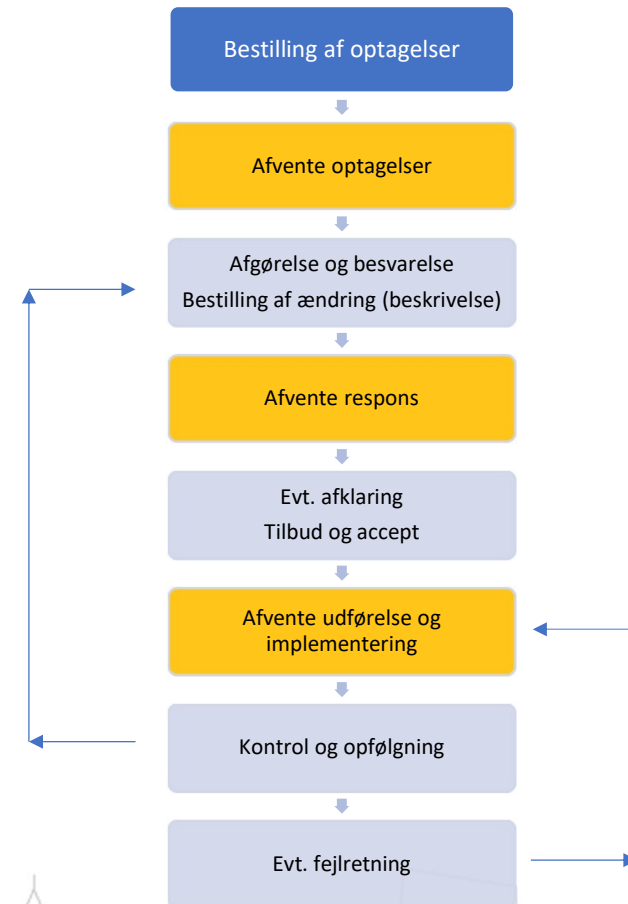 Bestilling af optagelser
Afvente optagelser
Afgørelse og besvarelse
Bestilling af ændring (beskrivelse)
Afvente respons
Evt. afklaring
Tilbud og accept
Afvente udførelse og
implementering
Kontrol og opfølgning
Evt. fejlretning